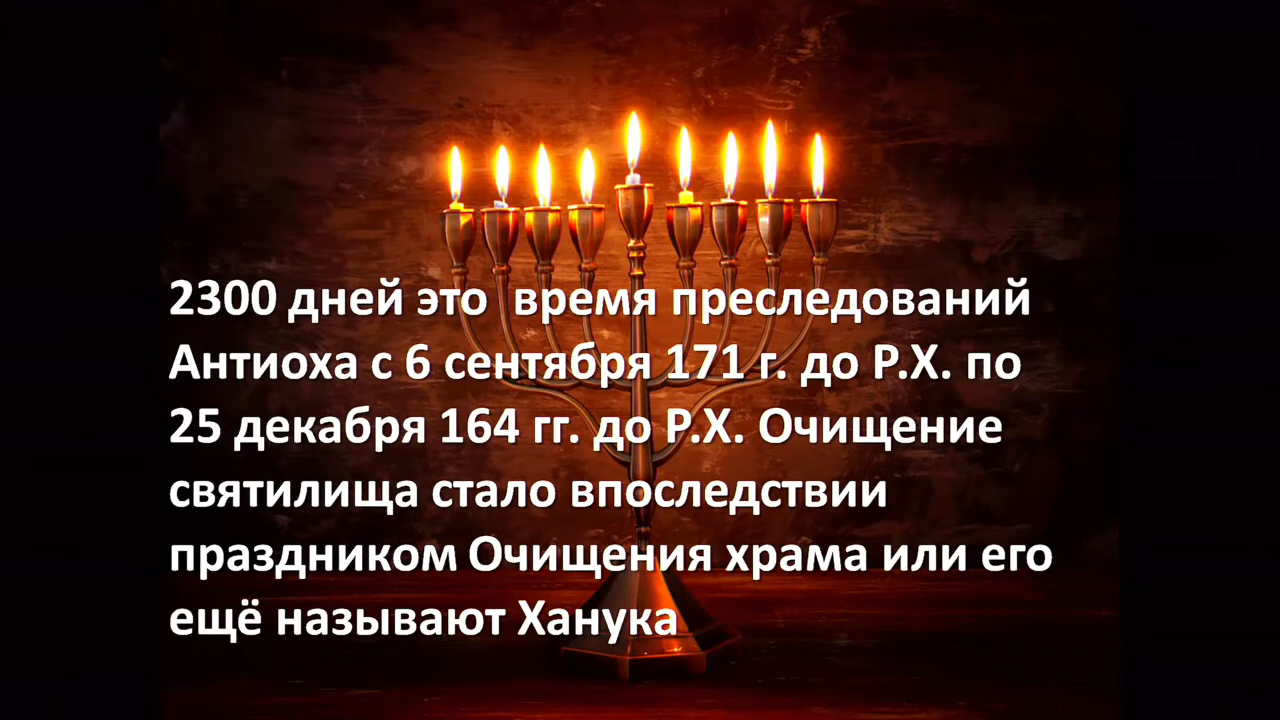 2300 дней это  время преследований
Антиоха с 6 сентября 171 г. до Р.Х. по
25 декабря 164 гг. до Р.Х. Очищение
святилища стало впоследствии
праздником Очищения храма или его
ещё называют Ханука